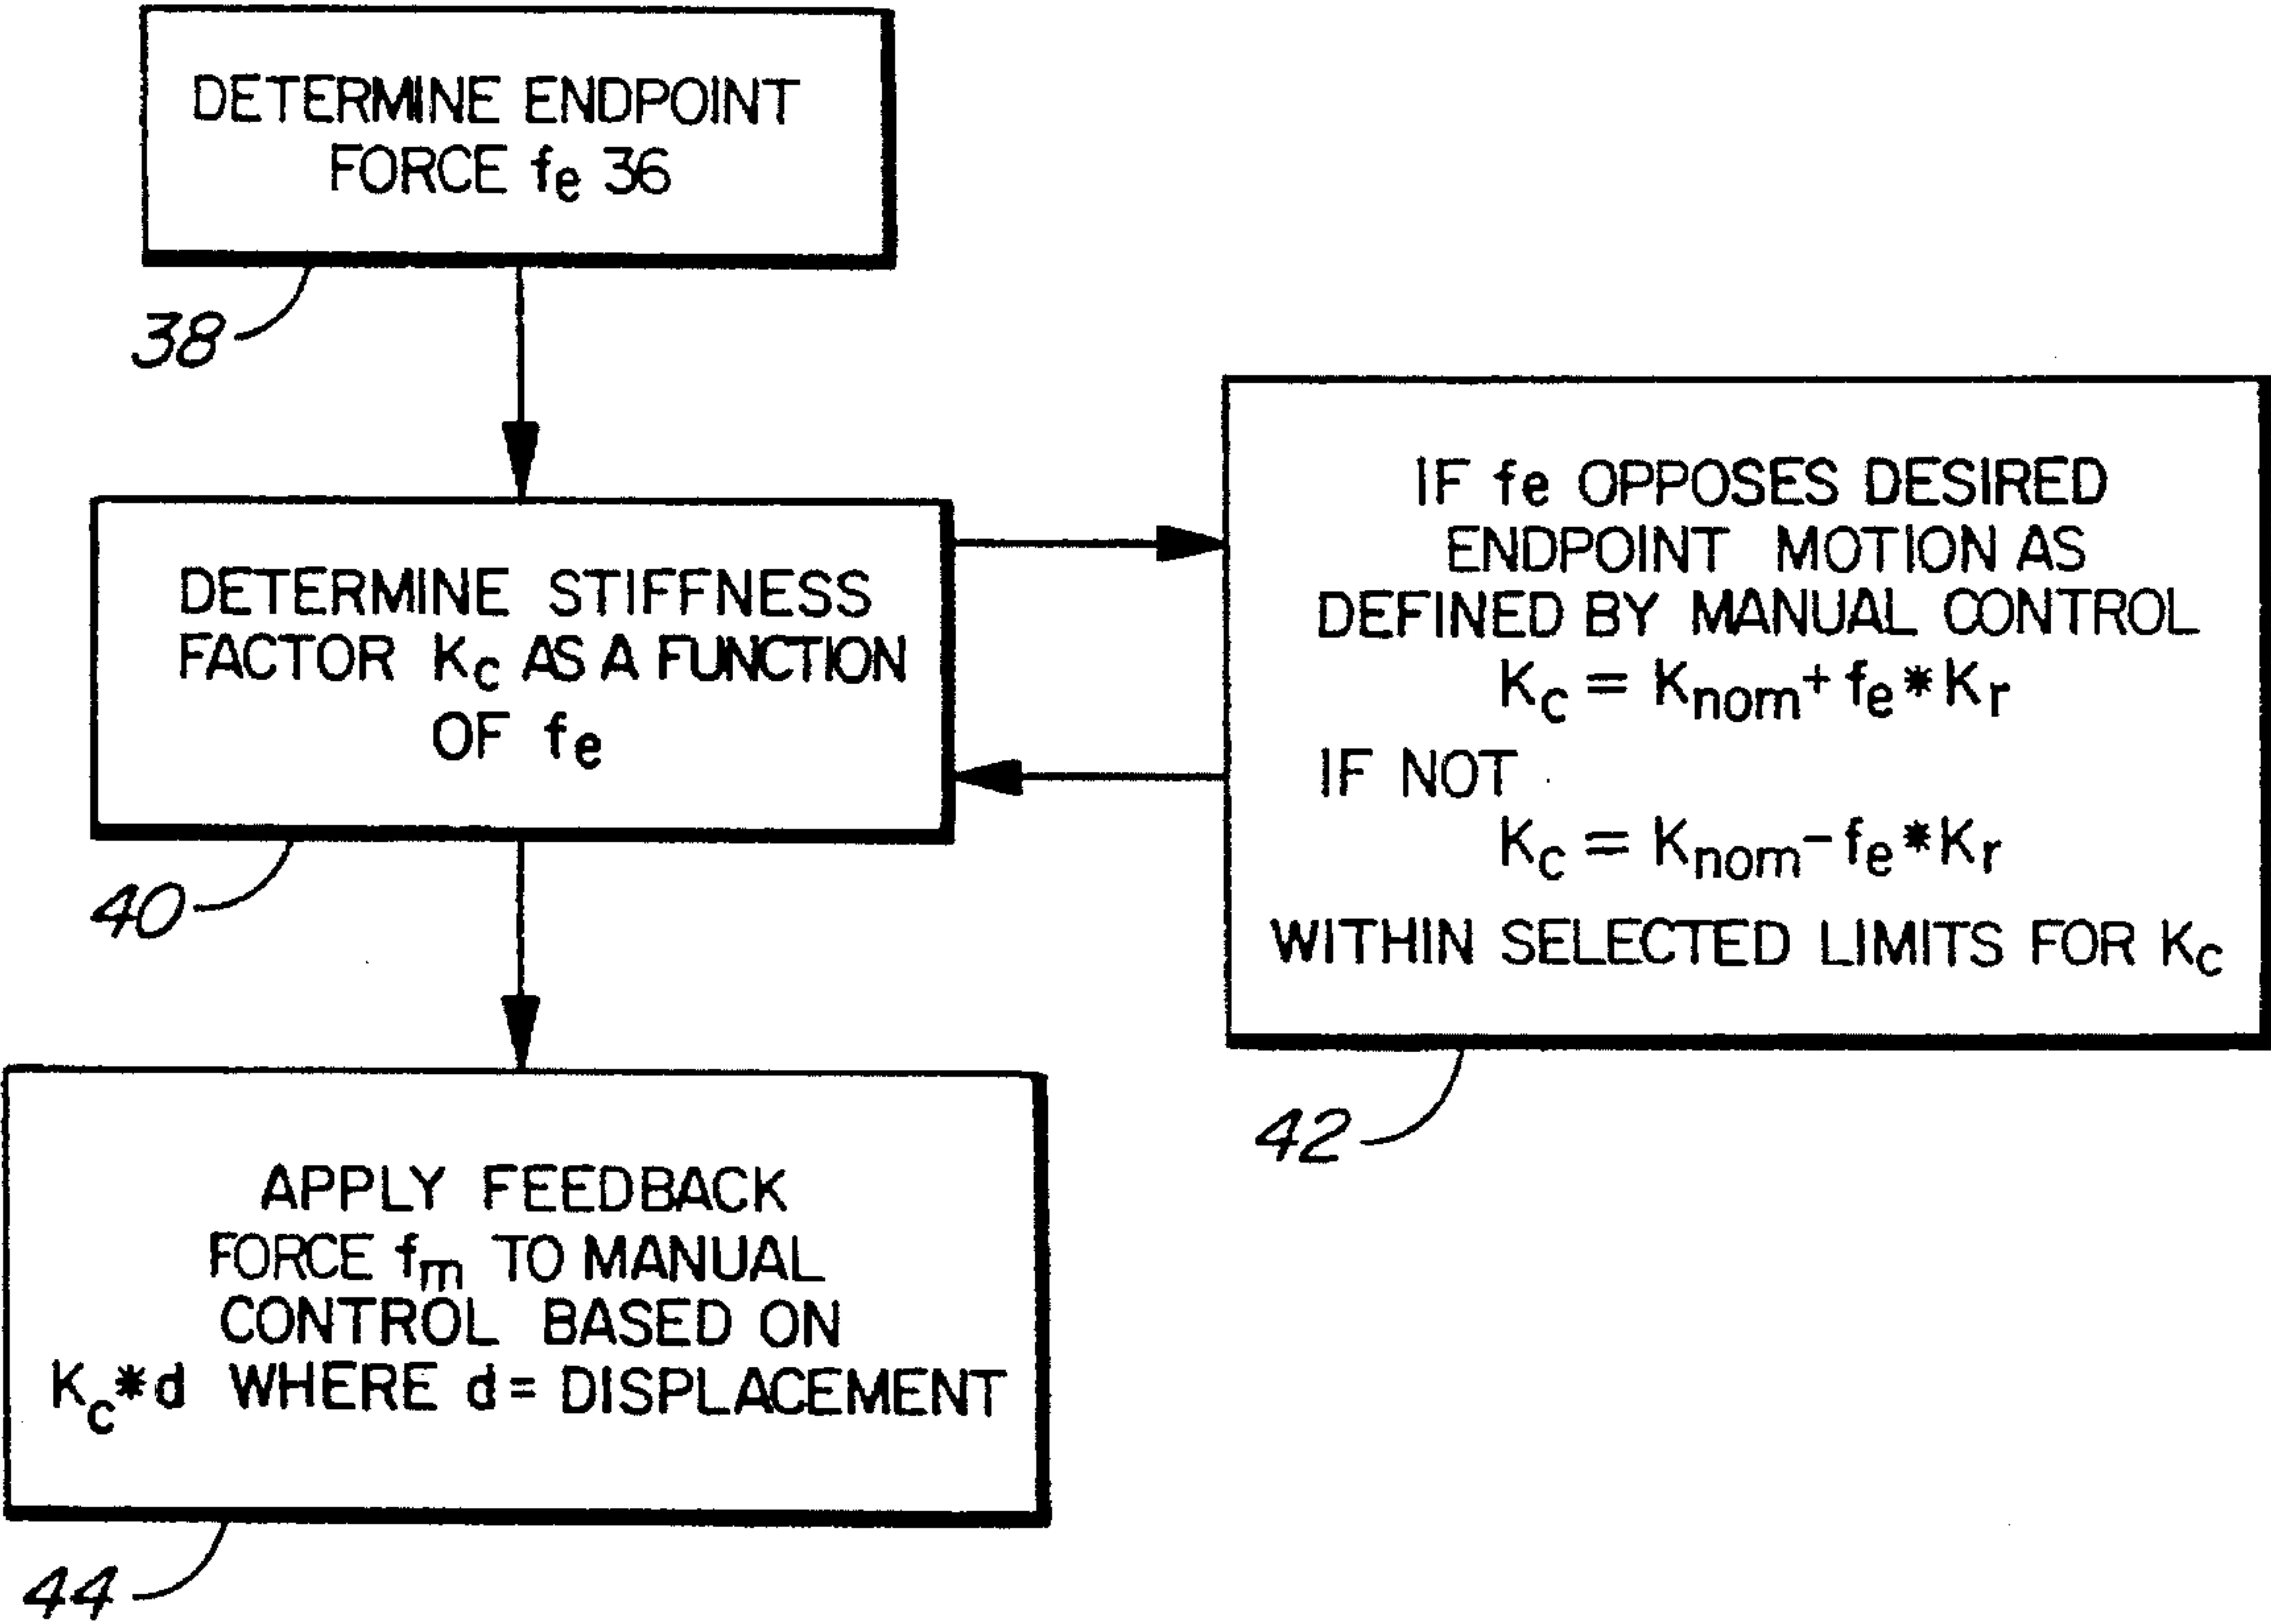 DETERMINE ENDPOINT
FORCE fe 36
38
DETERMINE STIFFNESS
FACTOR Kc AS A FUNCTION
OF fe
40
IF fe OPPOSES DESIRED
ENDPOINT MOTION AS
DEFINED BY MANUAL CONTROL
Kc = Knom + fe * Kr
IF NOT
Kc = Knom - fe * Kr
WITHIN SELECTED LIMITS FOR Kc
42
APPLY FEEDBACK
FORCE fm TO MANUAL
CONTROL BASED ON
Kc * d WHERE d = DISPLACEMENT
44